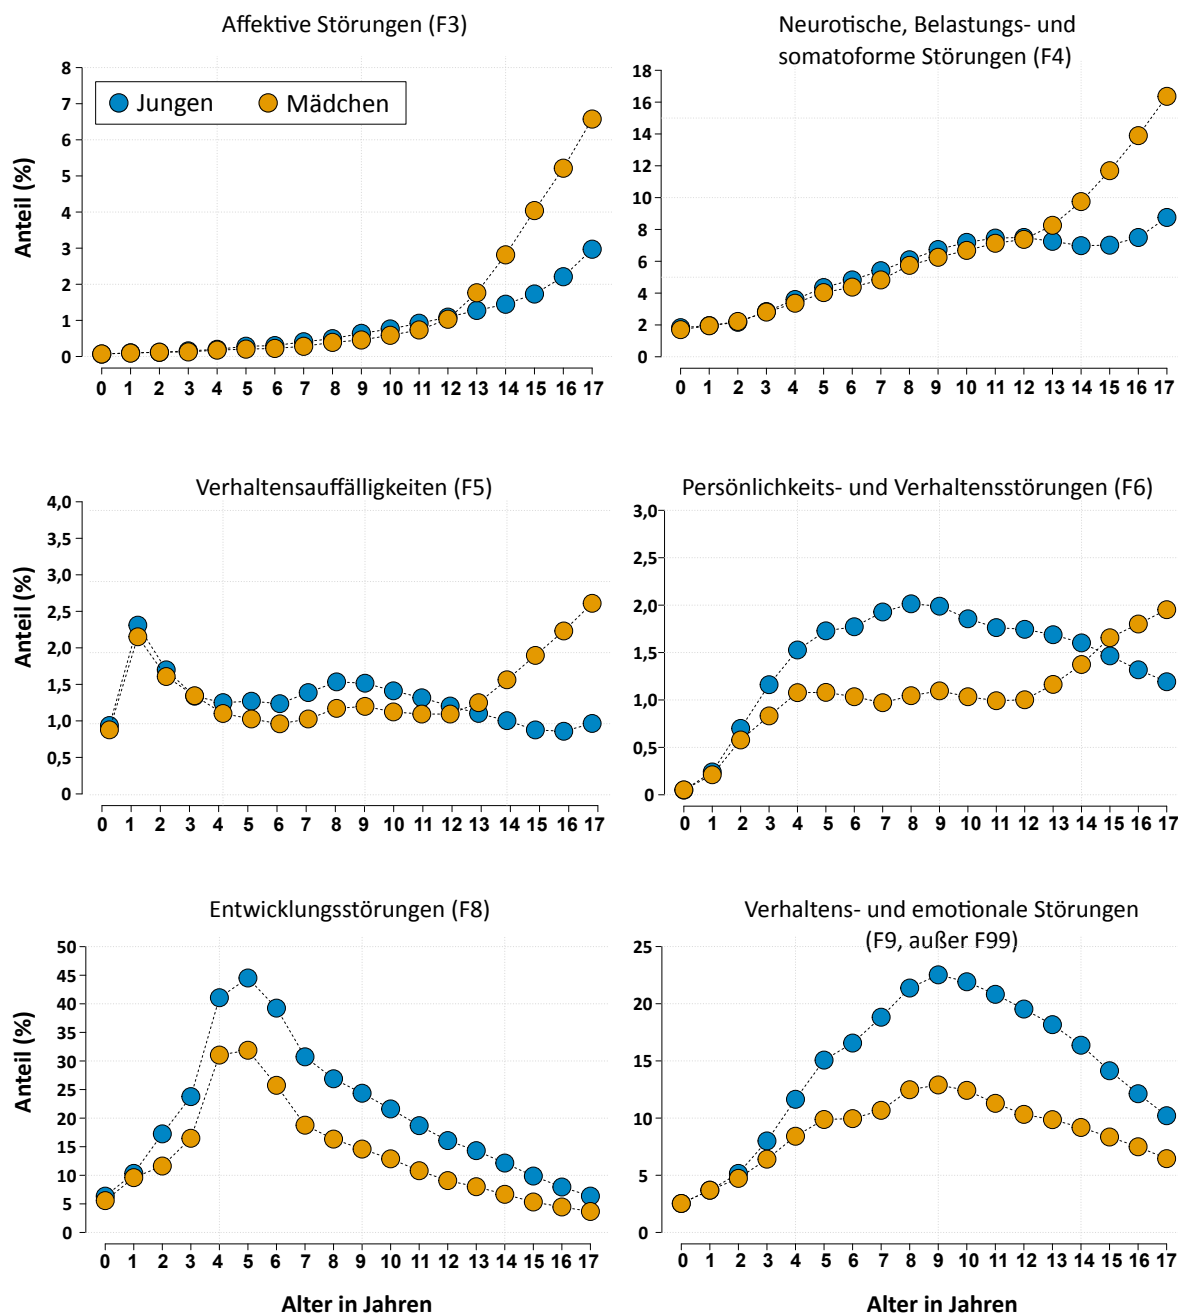 Affektive Störungen (F3)
8
7
6
5
4
3
2
1
0
Anteil (%)
Jungen
Mädchen
0 1 2 3 4 5 6 7 8 9 10 11 12 13 14 15 16 17
Neurotische, Belastungs- und
somatoforme Störungen (F4)
18
16
14
12
10
8
6
4
2
0
0 1 2 3 4 5 6 7 8 9 10 11 12 13 14 15 16 17
Verhaltensauffälligkeiten (F5)
4,0
3,5
3,0
2,5
2,0
1,5
1,0
0,5
0
Anteil (%)
0 1 2 3 4 5 6 7 8 9 10 11 12 13 14 15 16 17
Persönlichkeits- und Verhaltensstörungen (F6)
3,0
2,5
2,0
1,5
1,0
0,5
0
0 1 2 3 4 5 6 7 8 9 10 11 12 13 14 15 16 17
Entwicklungsstörungen (F8)
50
45
40
35
30
25
20
15
10
5
0
Anteil (%)
0 1 2 3 4 5 6 7 8 9 10 11 12 13 14 15 16 17
Alter in Jahren
Verhaltens- und emotionale Störungen
(F9, außer F99)
25
20
15
10
5
0
0 1 2 3 4 5 6 7 8 9 10 11 12 13 14 15 16 17
Alter in Jahren